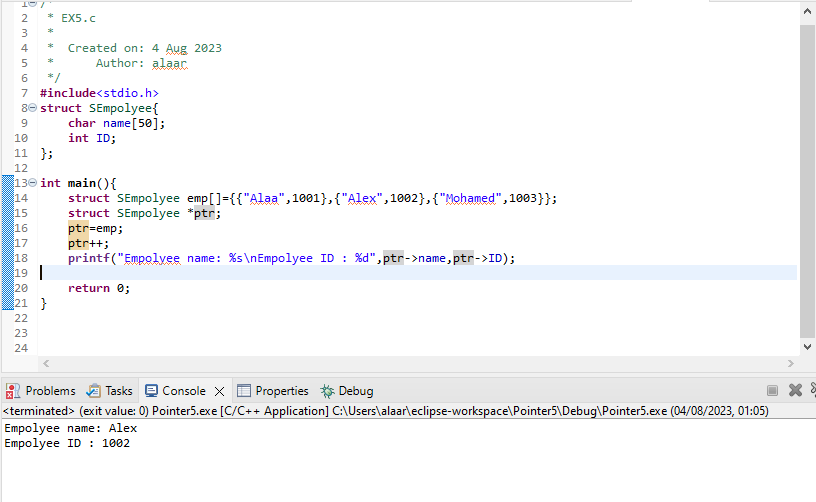 1 /*
2  * EX5.c
3  *
4  *  Created on: 4 Aug 2023
5  *      Author: alaar
6  */
7 #include<stdio.h>
8 struct SEmpolyee{
9     char name[50];
10     int ID;
11 };
12
13 int main(){
14     struct SEmpolyee emp[]={{"Alaa",1001},{"Alex",1002},{"Mohamed",1003}};
15     struct SEmpolyee *ptr;
16     ptr=emp;
17     ptr++;
18     printf("Empolyee name: %s\nEmpolyee ID : %d",ptr->name,ptr->ID);
19
20     return 0;
21 }
22
23
24
Problems Tasks Console Properties Debug
<terminated> (exit value: 0) Pointer5.exe [C/C++ Application] C:\Users\alaar\eclipse-workspace\Pointer5\Debug\Pointer5.exe (04/08/2023, 01:05)
Empolyee name: Alex
Empolyee ID : 1002